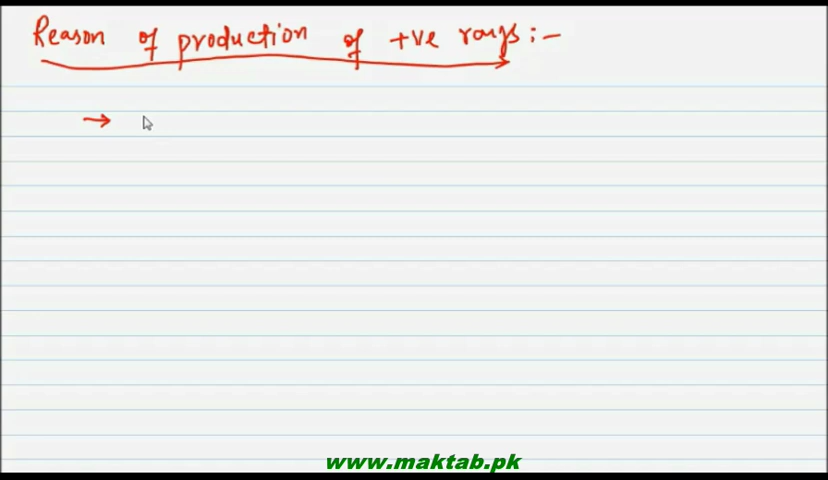 Reason of production of +ve rays :-
→
www.maktab.pk